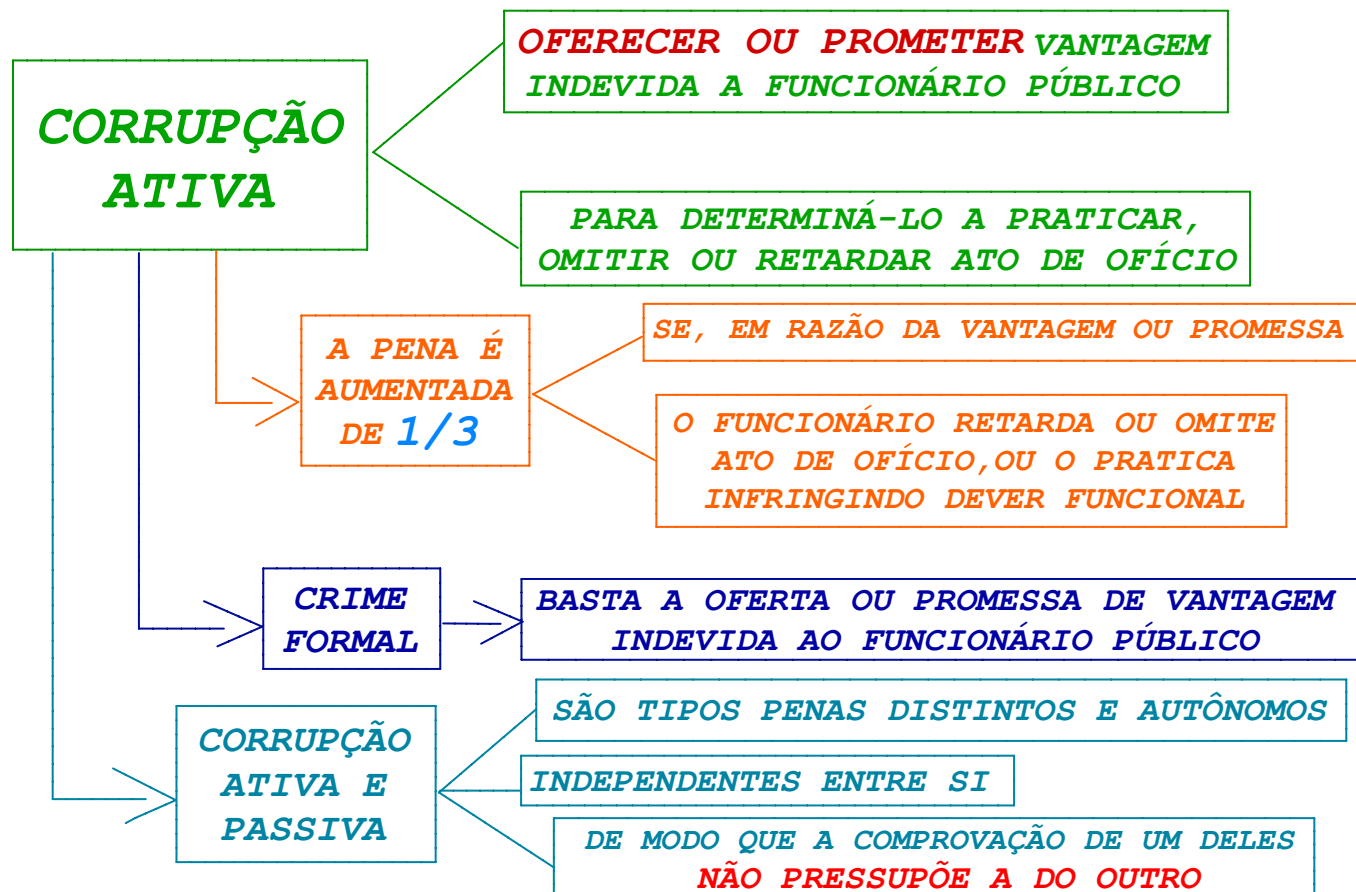 CORRUPÇÃO
ATIVA
OFERECER OU PROMETER VANTAGEM
INDEVIDA A FUNCIONÁRIO PÚBLICO
PARA DETERMINÁ-LO A PRATICAR,
OMITIR OU RETARDAR ATO DE OFÍCIO
A PENA É
AUMENTADA
DE 1/3
SE, EM RAZÃO DA VANTAGEM OU PROMESSA
O FUNCIONÁRIO RETARDA OU OMITE
ATO DE OFÍCIO,OU O PRATICA
INFRINGINDO DEVER FUNCIONAL
CRIME
FORMAL
BASTA A OFERTA OU PROMESSA DE VANTAGEM
INDEVIDA AO FUNCIONÁRIO PÚBLICO
CORRUPÇÃO
ATIVA E
PASSIVA
SÃO TIPOS PENAS DISTINTOS E AUTÔNOMOS
INDEPENDENTES ENTRE SI
DE MODO QUE A COMPROVAÇÃO DE UM DELES
NÃO PRESSUPÕE A DO OUTRO